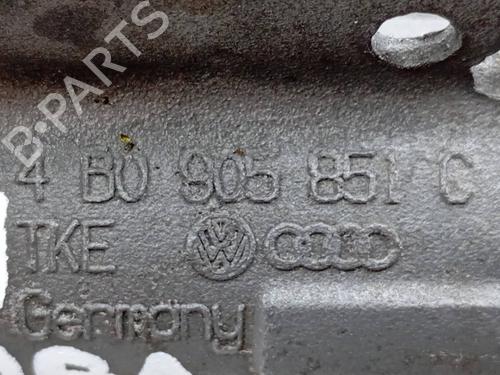 B-PARTS
4 B0 905 851 C
TKE
Germany